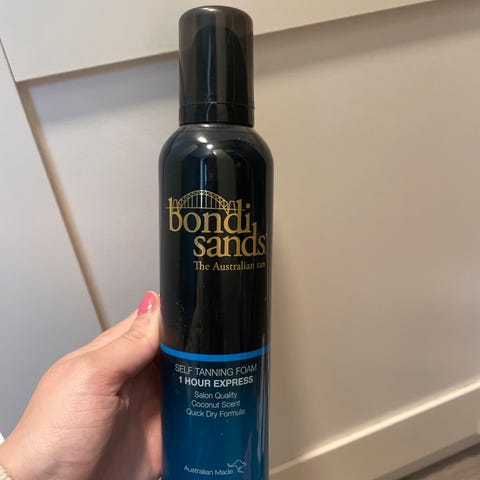 bondi
sands
The Australian tan
SELF TANNING FOAM
1 HOUR EXPRESS
Salon Quality
Coconut Scent
Quick Dry Formula
Australian Made